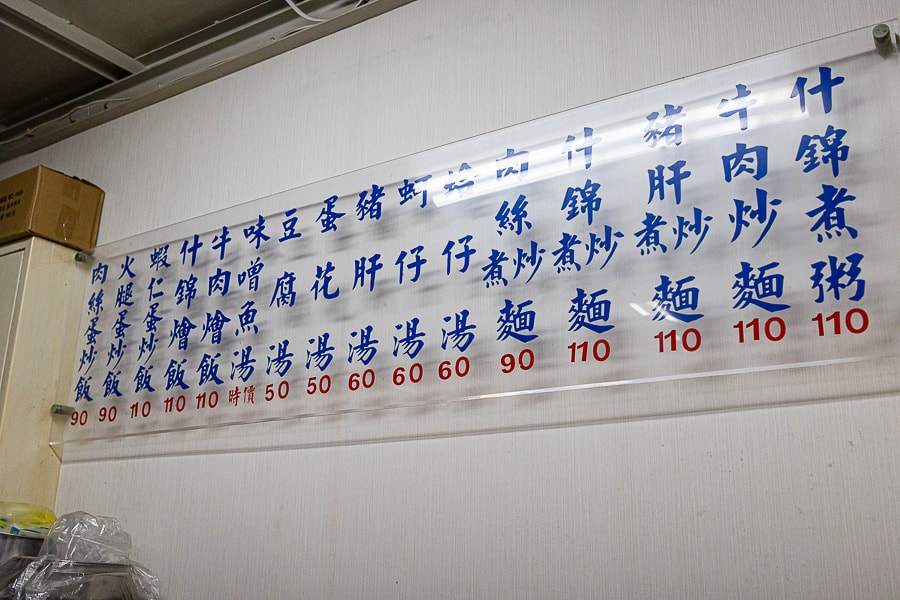 什錦煮粥 110
牛肉炒麵 110
豬肝煮炒麵 110
什錦煮炒麵 110
肉絲煮炒麵 90
蛤仔湯 60
蚵仔湯 60
豬肝湯 60
蛋花湯 50
豆腐湯 50
味噌魚湯 時價
牛肉燴飯 110
什錦燴飯 110
蝦仁蛋炒飯 110
火腿蛋炒飯 90
肉絲蛋炒飯 90